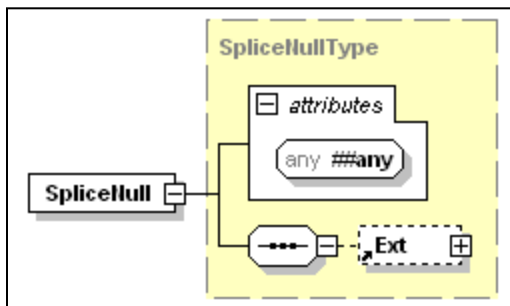 SpliceNullType
attributes
any ##any
SpliceNull
Ext